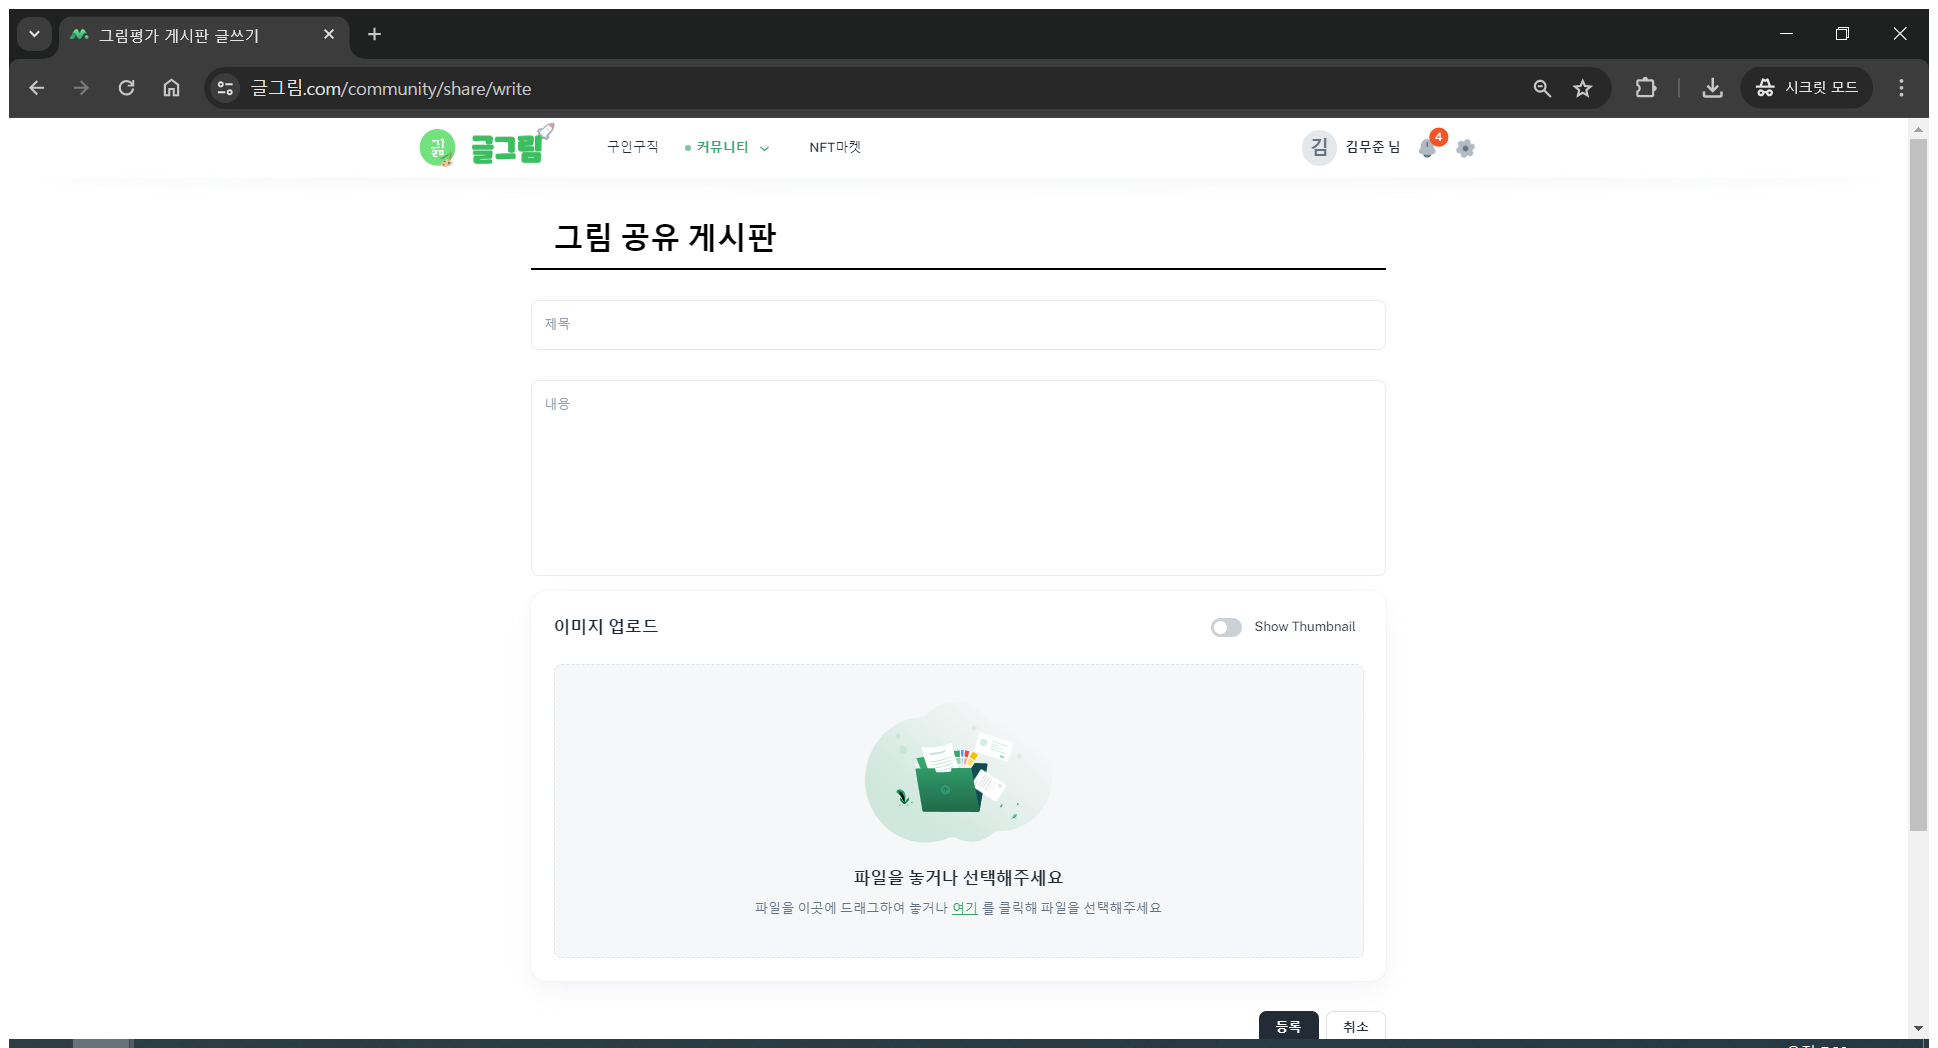 그림평가 게시판 글쓰기
글그림.com/community/share/write
시크릿 모드
글그림
글그림
구인구직
커뮤니티
NFT마켓
김
김무준 님
4
그림 공유 게시판
제목
내용
이미지 업로드
Show Thumbnail
파일을 놓거나 선택해주세요
파일을 이곳에 드래그하여 놓거나 여기 를 클릭해 파일을 선택해주세요
등록
취소